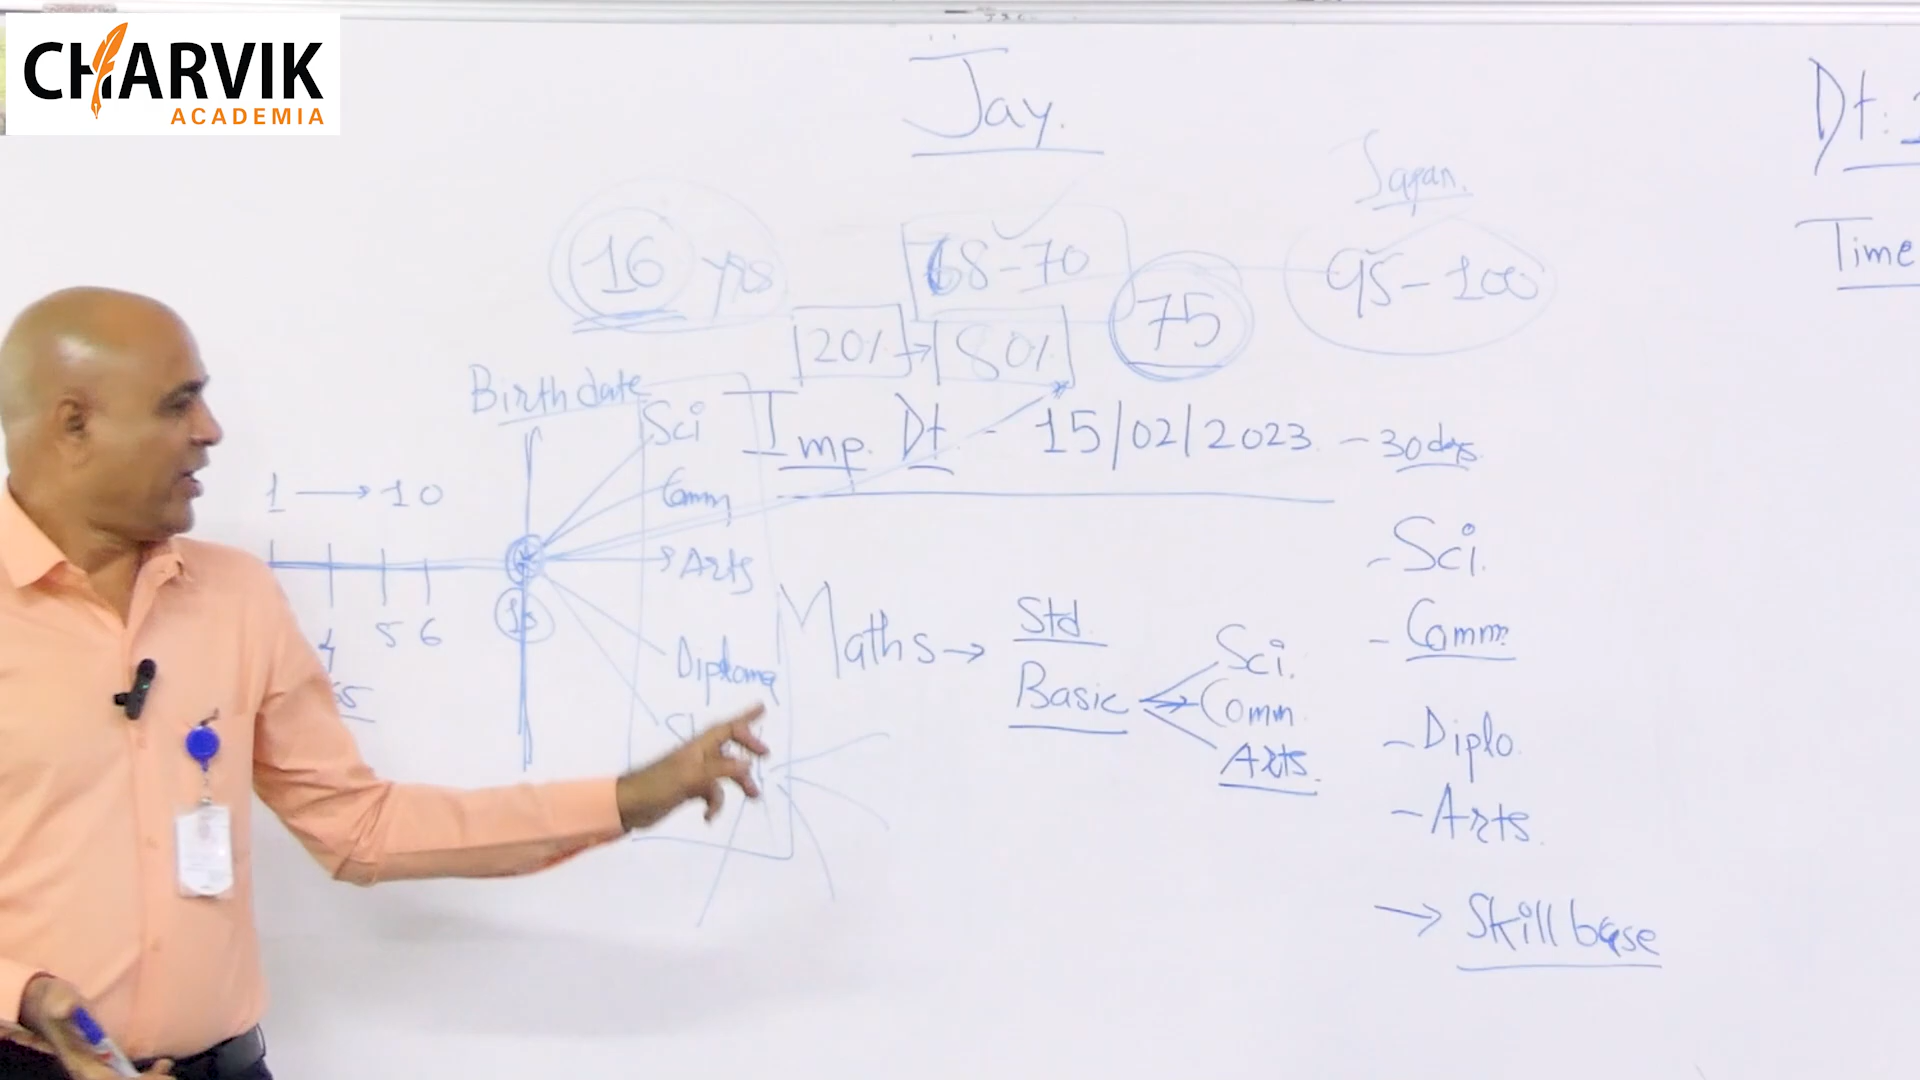 CHARVIK
ACADEMIA
Jay.
Dt:
Time
Japan.
16 yrs
68-70
95-100
75
20% → 80%
Birthdate
Imp. Dt - 15/02/2023 - 30 days
Sci
Comm
Arts
Diploma
1 → 10
5 6
15
Maths →
Std.
Basic
Sci.
Comm.
Arts.
- Sci.
- Comm.
- Diplo.
- Arts.
→ Skill base